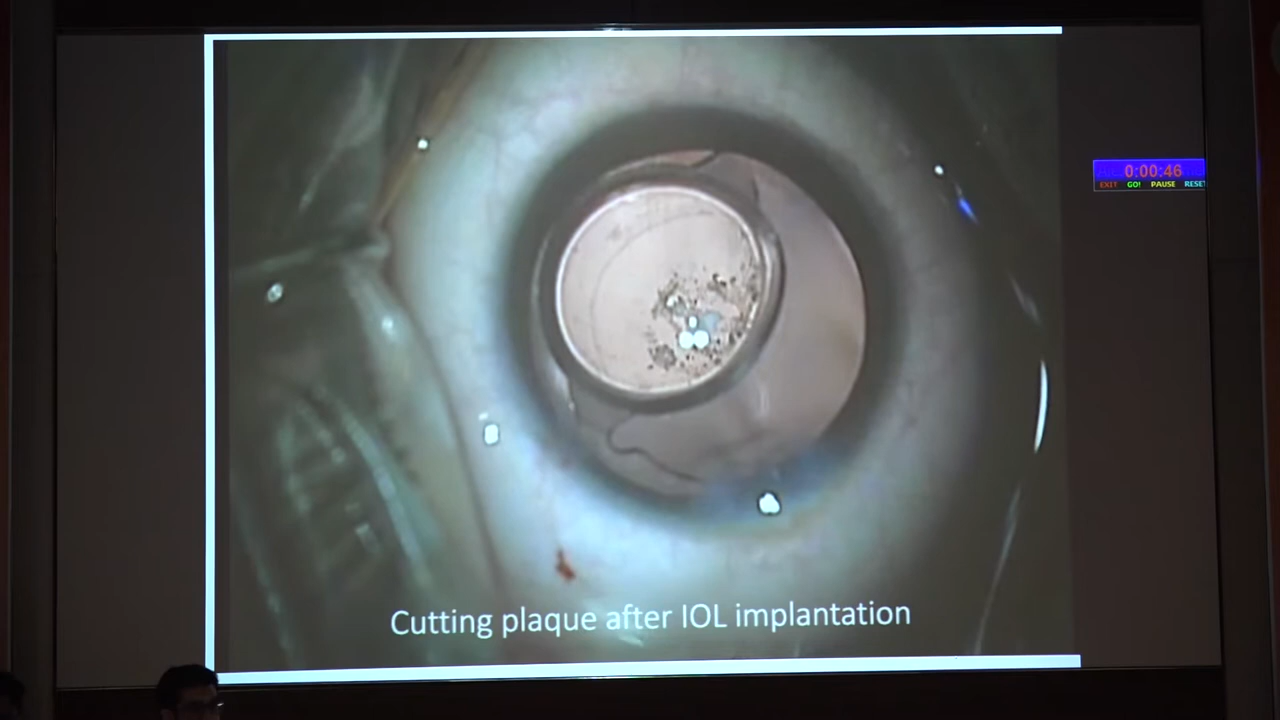 0:00:46
EXIT GO! PAUSE RESET
Cutting plaque after IOL implantation